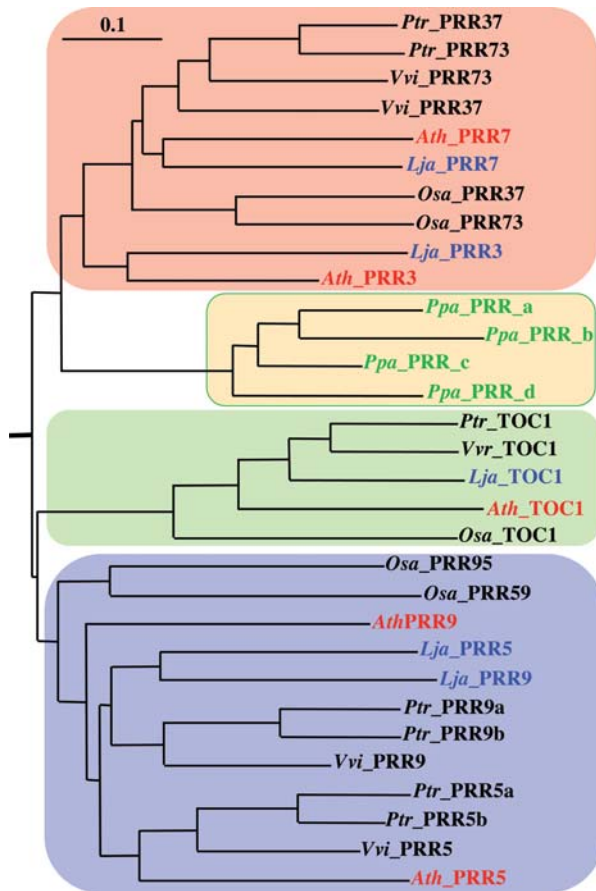 0.1
Ptr_PRR37
Ptr_PRR73
Vvi_PRR73
Vvi_PRR37
Ath_PRR7
Lja_PRR7
Osa_PRR37
Osa_PRR73
Lja_PRR3
Ath_PRR3
Ppa_PRR_a
Ppa_PRR_b
Ppa_PRR_c
Ppa_PRR_d
Ptr_TOC1
Vvr_TOC1
Lja_TOC1
Ath_TOC1
Osa_TOC1
Osa_PRR95
Osa_PRR59
AthPRR9
Lja_PRR5
Lja_PRR9
Ptr_PRR9a
Ptr_PRR9b
Vvi_PRR9
Ptr_PRR5a
Ptr_PRR5b
Vvi_PRR5
Ath_PRR5